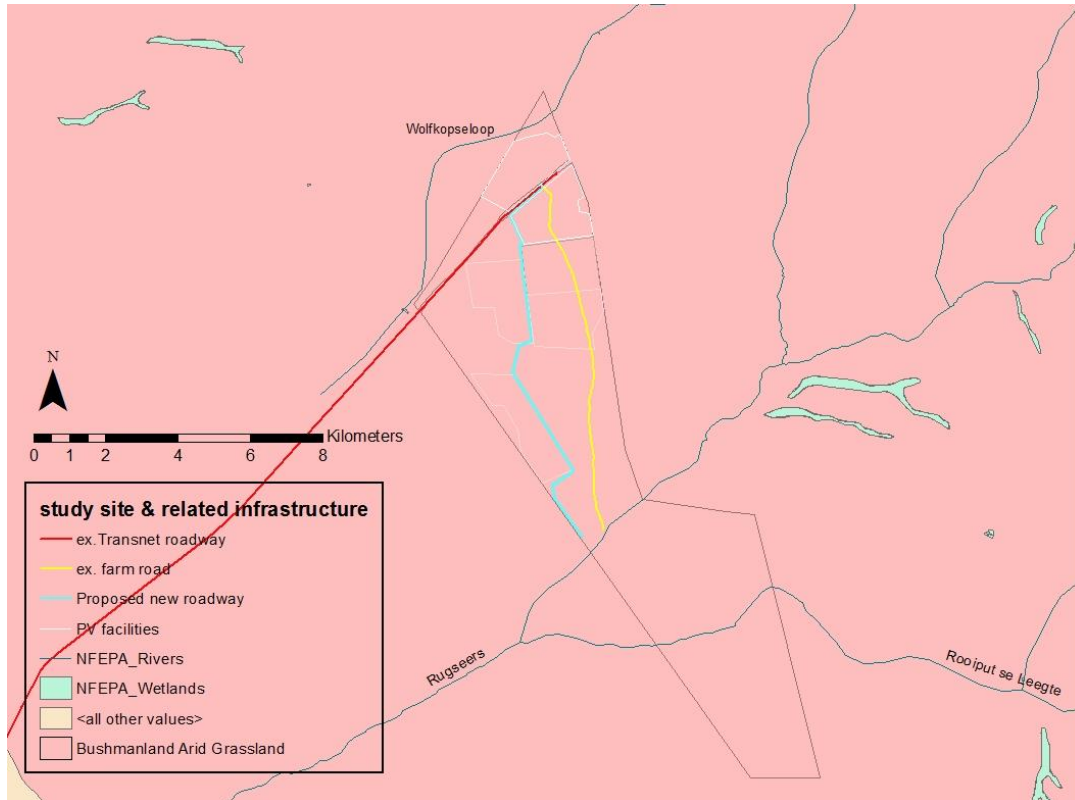 Wolfkopseloop
N
Kilometers
0 1 2 4 6 8
study site & related infrastructure
ex.Transnet roadway
ex. farm road
Proposed new roadway
PV facilities
NFEPA_Rivers
NFEPA_Wetlands
<all other values>
Bushmanland Arid Grassland
Rugseers
Rooiput se Leegte